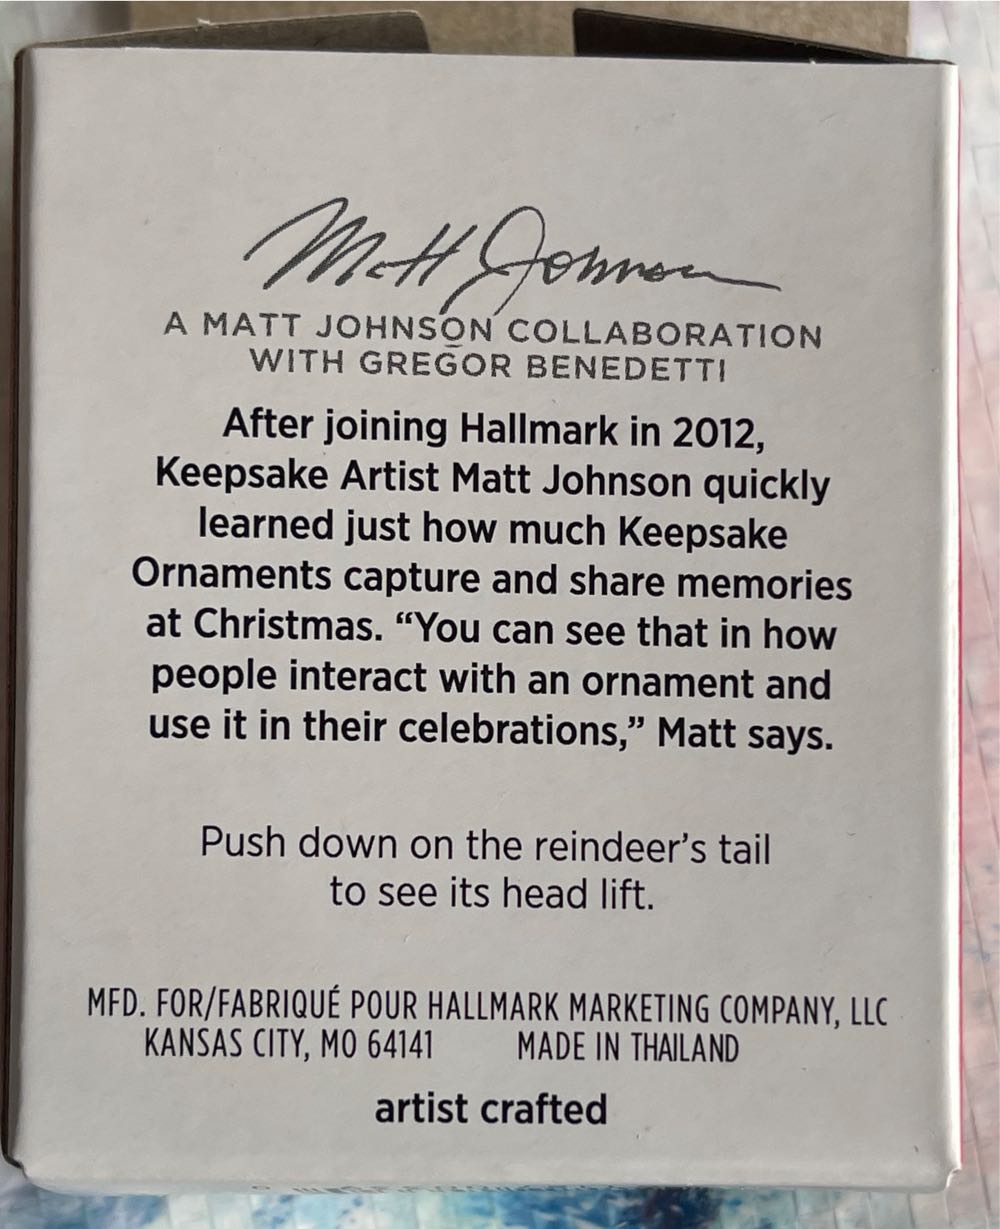 Matt Johnson
A MATT JOHNSON COLLABORATION
WITH GREGOR BENEDETTI
After joining Hallmark in 2012,
Keepsake Artist Matt Johnson quickly
learned just how much Keepsake
Ornaments capture and share memories
at Christmas. “You can see that in how
people interact with an ornament and
use it in their celebrations,” Matt says.
Push down on the reindeer’s tail
to see its head lift.
MFD. FOR/FABRIQUÉ POUR HALLMARK MARKETING COMPANY, LLC
KANSAS CITY, MO 64141 MADE IN THAILAND
artist crafted